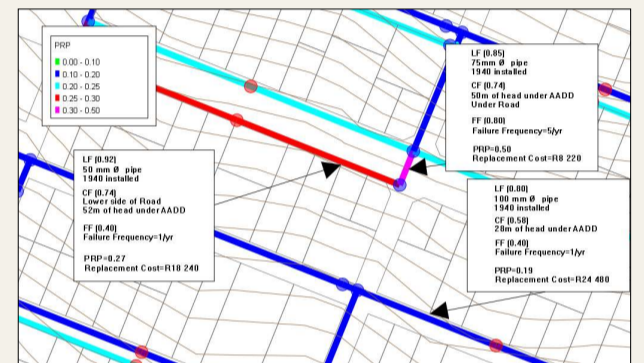 PRP
0.00 - 0.10
0.10 - 0.20
0.20 - 0.25
0.25 - 0.30
0.30 - 0.50
LF (0.85)
75mm Ø pipe
1940 installed
CF (0.74)
50m of head under AADD
Under Road
FF (0.80)
Failure Frequency=5/yr
PRP=0.50
Replacement Cost=R8 220
LF (0.92)
50 mm Ø pipe
1940 installed
CF (0.74)
Lower side of Road
52m of head under AADD
FF (0.40)
Failure Frequency=1/yr
PRP=0.27
Replacement Cost=R18 240
LF (0.80)
100 mm Ø pipe
1940 installed
CF (0.58)
28m of head under AADD
FF (0.40)
Failure Frequency=1/yr
PRP=0.19
Replacement Cost=R24 480